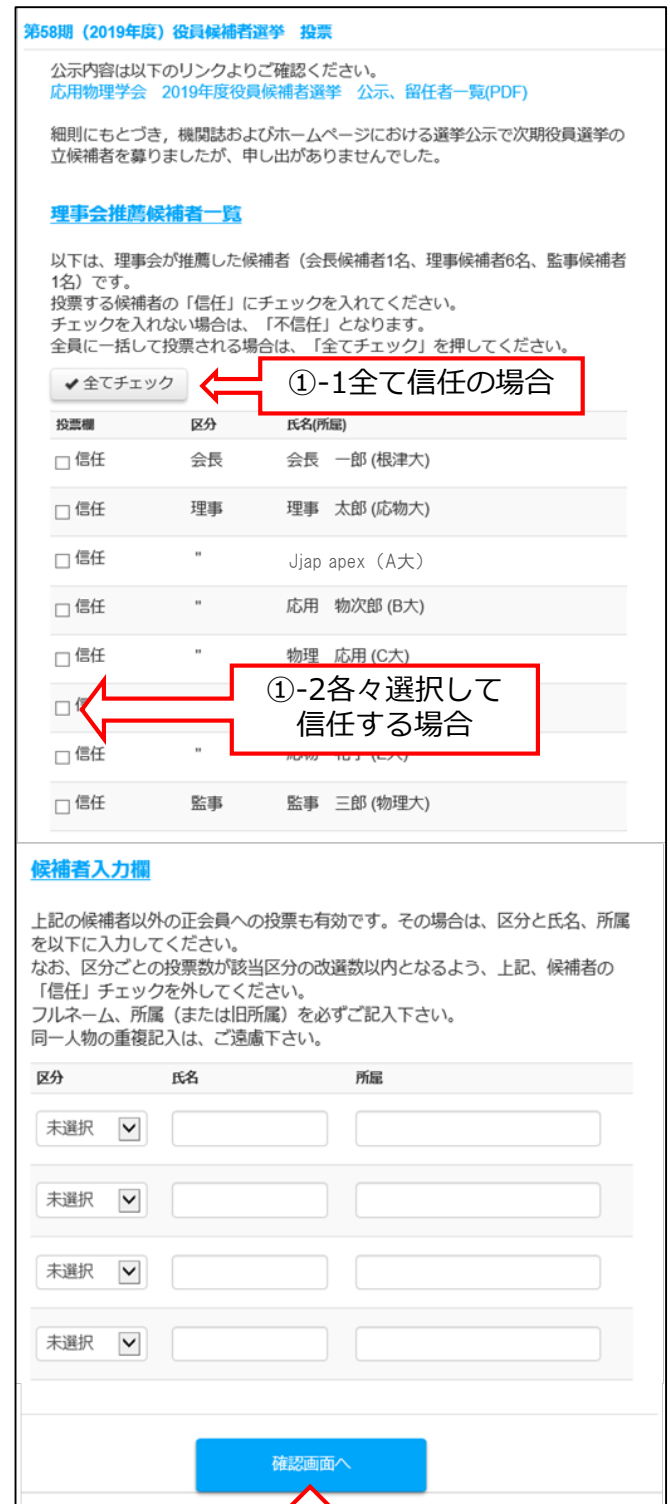 第58期（2019年度）役員候補者選挙　投票
公示内容は以下のリンクよりご確認ください。
応用物理学会　2019年度役員候補者選挙　公示、留任者一覧(PDF)
細則にもとづき，機関誌およびホームページにおける選挙公示で次期役員選挙の
立候補者を募りましたが、申し出がありませんでした。
理事会推薦候補者一覧
以下は、理事会が推薦した候補者（会長候補者1名、理事候補者6名、監事候補者
1名）です。
投票する候補者の「信任」にチェックを入れてください。
チェックを入れない場合は、「不信任」となります。
全員に一括して投票される場合は、「全てチェック」を押してください。
✔全てチェック ①-1全て信任の場合
投票欄 区分 氏名(所属)
信任 会長 会長　一郎 (根津大)
信任 理事 理事　太郎 (応物大)
信任 " Jjap apex（A大）
信任 " 応用　物次郎 (B大)
信任 " 物理　応用 (C大)
①-2各々選択して
信任する場合
信任 "
信任 監事 監事　三郎 (物理大)
候補者入力欄
上記の候補者以外の正会員への投票も有効です。その場合は、区分と氏名、所属
を以下に入力してください。
なお、区分ごとの投票数が該当区分の改選数以内となるよう、上記、候補者の
「信任」チェックを外してください。
フルネーム、所属（または旧所属）を必ずご記入下さい。
同一人物の重複記入は、ご遠慮下さい。
区分 氏名 所属
未選択
未選択
未選択
未選択
確認画面へ